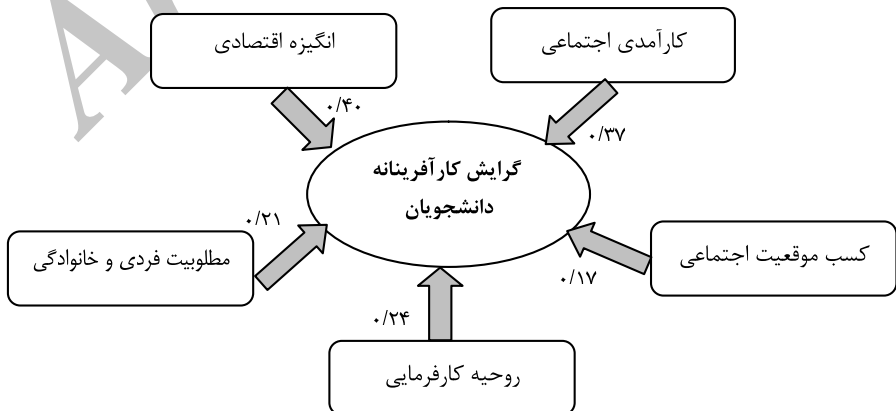 کارآمدی اجتماعی
انگیزه اقتصادی
۰/۳۷
۰/۴۰
گرایش کارآفرینانه
دانشجویان
کسب موقعیت اجتماعی
۰/۱۷
مطلوبیت فردی و خانوادگی
۰/۲۱
۰/۲۴
روحیه کارفرمایی